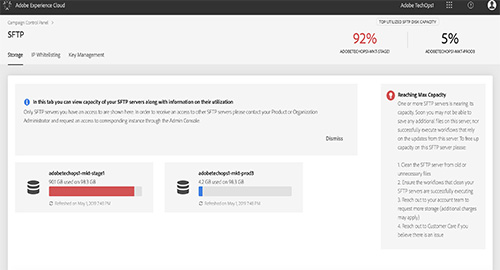 Adobe Experience Cloud
Adobe TechOps1
Campaign Control Panel >
SFTP
TOP UTILIZED SFTP DISK CAPACITY
92%
5%
ADOBETECHOPS1-MKT-STAGE1
ADOBETECHOPS1-MKT-PROD3
Storage
IP Whitelisting
Key Management
In this tab you can view capacity of your SFTP servers along with information on their utilization
Only SFTP servers you have an access to are shown here. In order to receive an access to other SFTP servers please contact your Product or Organization
Administrator and request an access to corresponding instance through the Admin Console.
Dismiss
Reaching Max Capacity
One or more SFTP servers is nearing its
capacity. Soon you may not be able to
save any additional files on this server, nor
successfully execute workflows that rely
on the updates from this server. To free up
capacity on this SFTP server please:
1. Clean the SFTP server from old or
unnecessary files
2. Ensure the workflows that clean your
SFTP servers are successfully executing.
3. Reach out to your account team to
request more storage (additional charges
may apply)
4. Reach out to Customer Care if you
believe there is an issue
adobetechops1-mkt-stage1
90.1 GB used on 98.3 GB
Refreshed on May 1, 2019 7:46 PM
adobetechops1-mkt-prod3
4.2 GB used on 98.3 GB
Refreshed on May 1, 2019 7:46 PM